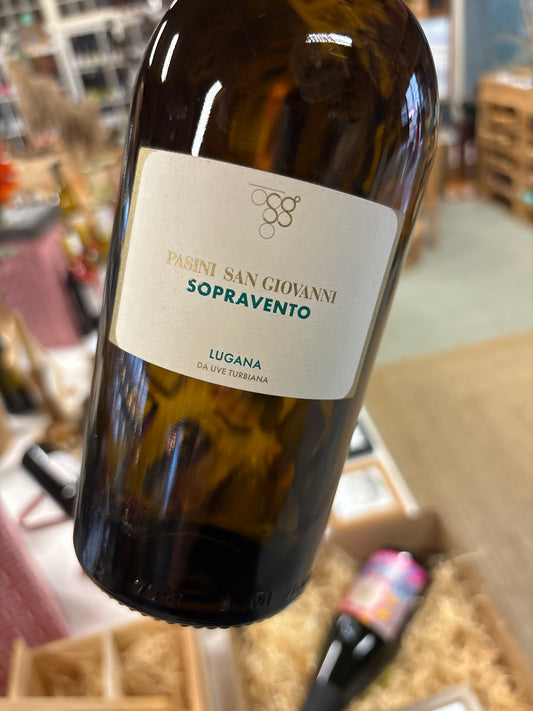 PASINI SAN GIOVANNI
SOPRAVENTO
LUGANA
DA UVE TURBIANA